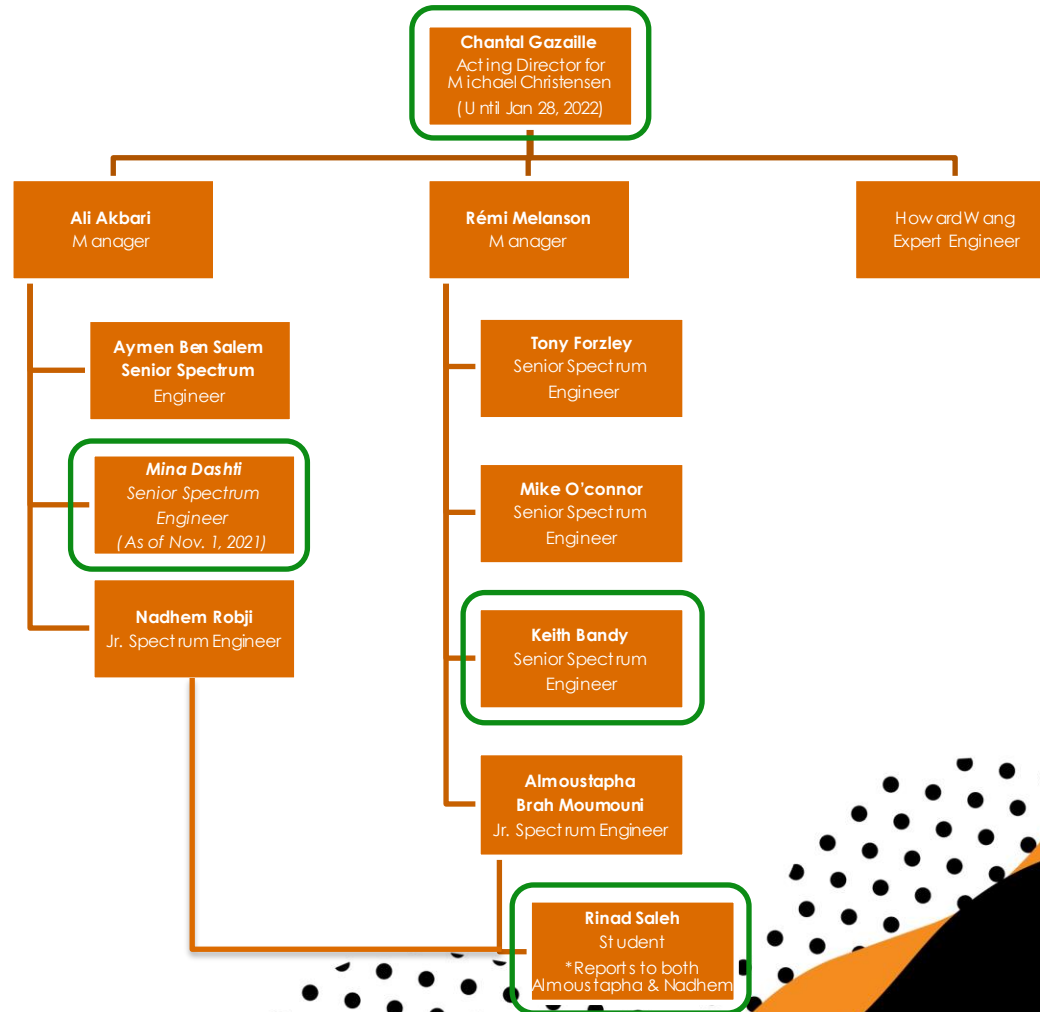 Chantal Gazaille
Acting Director for
Michael Christensen
(Until Jan 28, 2022)
Ali Akbari
Manager
Rémi Melanson
Manager
Howard Wang
Expert Engineer
Aymen Ben Salem
Senior Spectrum
Engineer
Mina Dashti
Senior Spectrum
Engineer
(As of Nov. 1, 2021)
Nadhem Robji
Jr. Spectrum Engineer
Tony Forzley
Senior Spectrum
Engineer
Mike O'connor
Senior Spectrum
Engineer
Keith Bandy
Senior Spectrum
Engineer
Almoustapha
Brah Moumouni
Jr. Spectrum Engineer
Rinad Saleh
Student
*Reports to both
Almoustapha & Nadhem